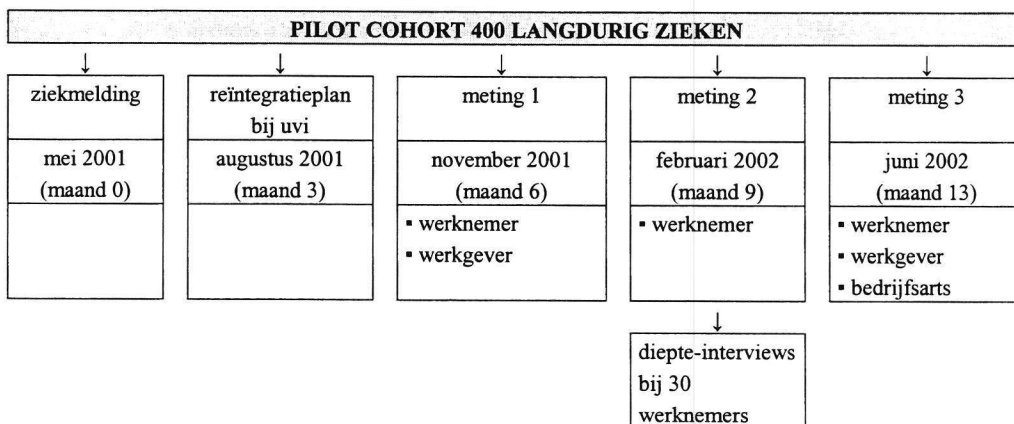 PILOT COHORT 400 LANGDURIG ZIEKEN
↓ ↓ ↓ ↓ ↓
ziekmelding
mei 2001
(maand 0)
reïntegratieplan
bij uvi
augustus 2001
(maand 3)
meting 1
november 2001
(maand 6)
▪ werknemer
▪ werkgever
meting 2
februari 2002
(maand 9)
▪ werknemer
↓
diepte-interviews
bij 30
werknemers
meting 3
juni 2002
(maand 13)
▪ werknemer
▪ werkgever
▪ bedrijfsarts